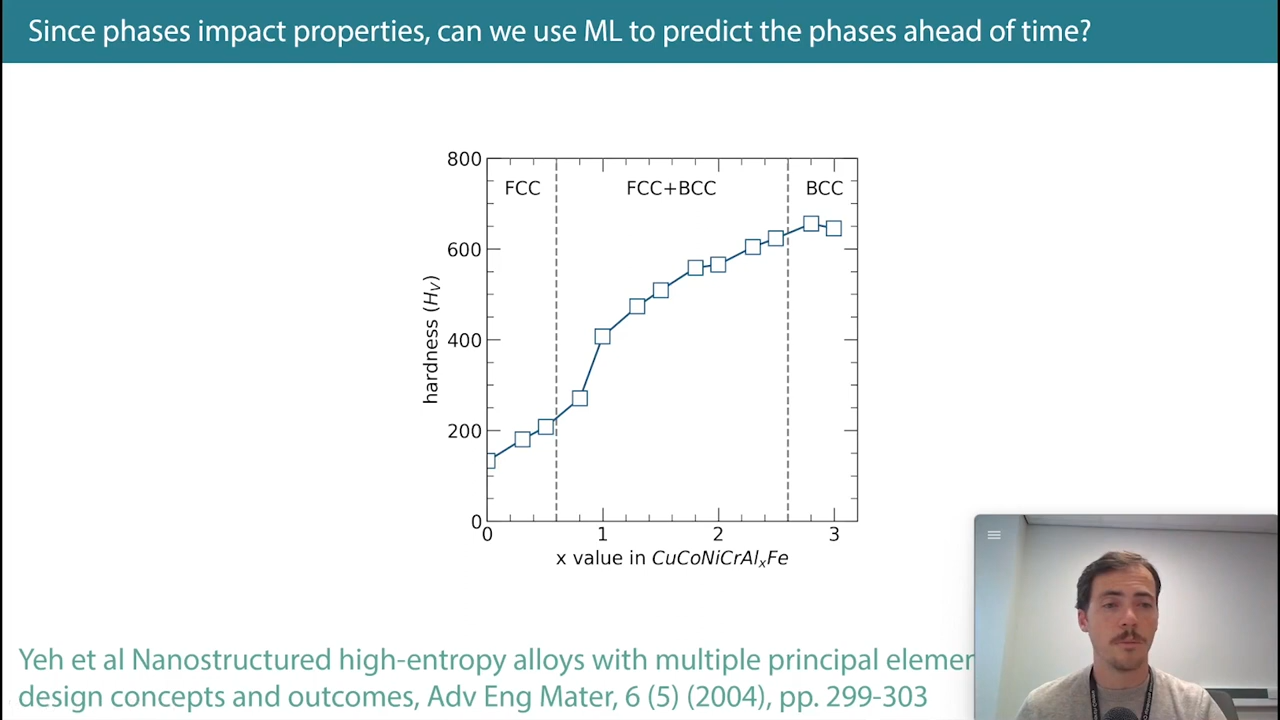 Since phases impact properties, can we use ML to predict the phases ahead of time?
800
FCC
FCC+BCC
BCC
600
400
200
0
hardness (Hv)
0 1 2 3
x value in CuCoNiCrAlxFe
Yeh et al Nanostructured high-entropy alloys with multiple principal elemen
design concepts and outcomes, Adv Eng Mater, 6 (5) (2004), pp. 299-303